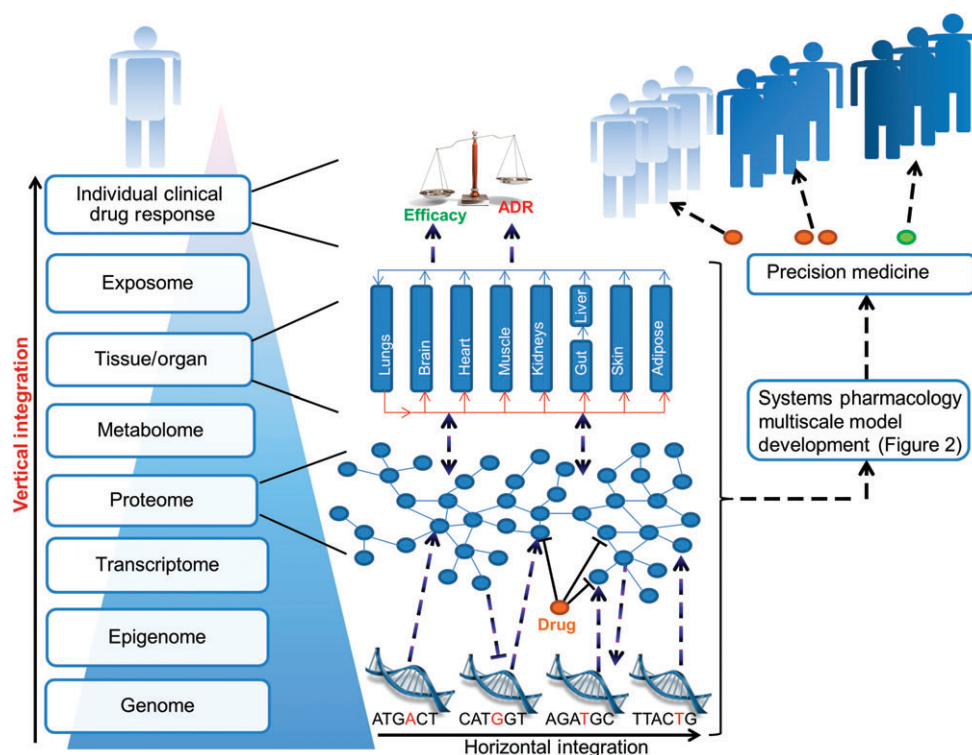 Vertical integration
Individual clinical
drug response
Exposome
Tissue/organ
Metabolome
Proteome
Transcriptome
Epigenome
Genome
Efficacy
ADR
Lungs
Brain
Heart
Muscle
Kidneys
Liver
Gut
Skin
Adipose
Drug
ATGACT
CATGGT
AGATGC
TTACTG
Horizontal integration
Precision medicine
Systems pharmacology
multiscale model
development (Figure 2)